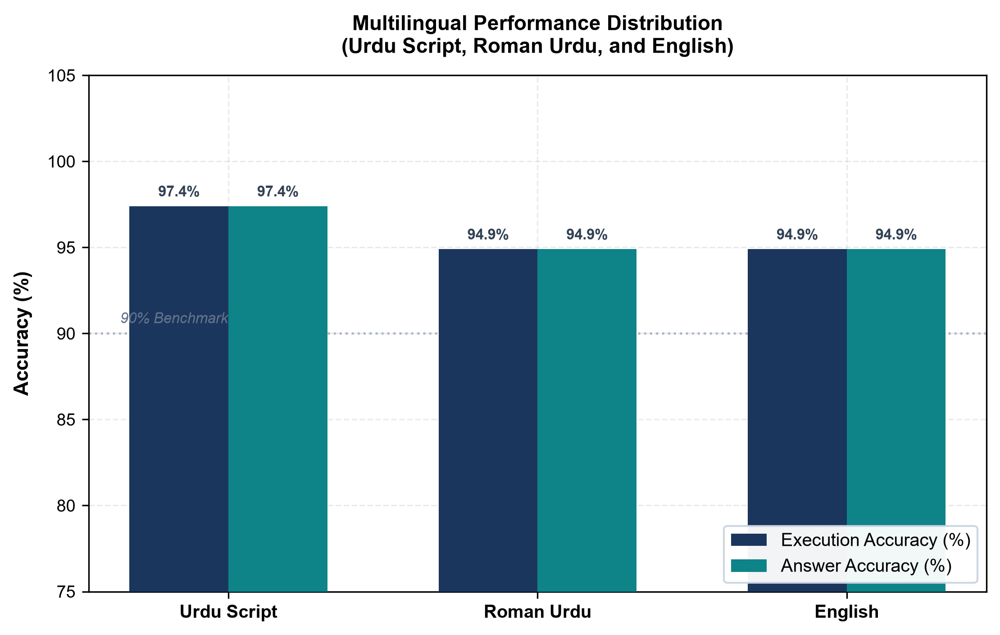 Multilingual Performance Distribution
(Urdu Script, Roman Urdu, and English)
Accuracy (%)
105
100
95
90
85
80
75
97.4%
97.4%
94.9%
94.9%
94.9%
94.9%
90% Benchmark
Execution Accuracy (%)
Answer Accuracy (%)
Urdu Script
Roman Urdu
English